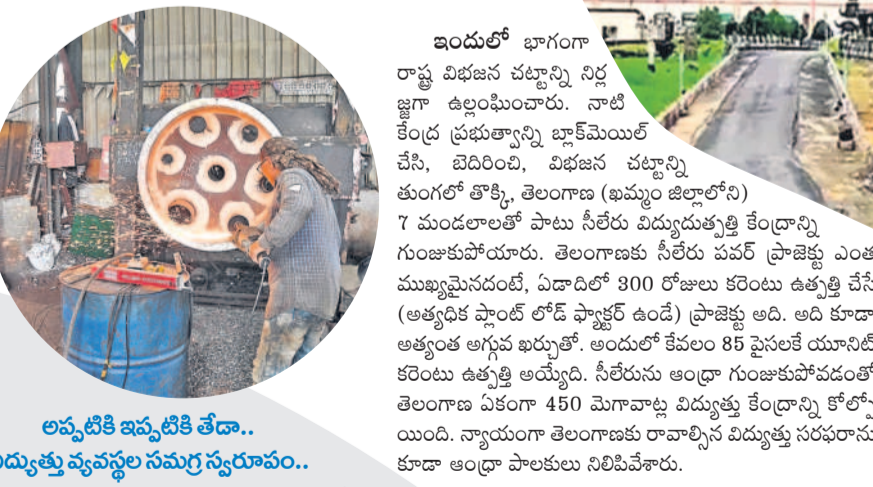 ఇందులో భాగంగా
రాష్ట్ర విభజన చట్టాన్ని నిర్ల
జ్జగా ఉల్లంఘించారు. నాటి
కేంద్ర ప్రభుత్వాన్ని బ్లాక్‌మెయిల్
చేసి, బెదిరించి, విభజన చట్టాన్ని
తుంగలో తొక్కి, తెలంగాణ (ఖమ్మం జిల్లాలోని)
7 మండలాలతో పాటు సీలేరు విద్యుదుత్పత్తి కేంద్రాన్ని
గుంజుకుపోయారు. తెలంగాణకు సీలేరు పవర్ ప్రాజెక్టు ఎంత
ముఖ్యమైనదంటే, ఏడాదిలో 300 రోజులు కరెంటు ఉత్పత్తి చేసే
(అత్యధిక ప్లాంట్ లోడ్ ఫ్యాక్టర్ ఉండే) ప్రాజెక్టు అది. అది కూడా
అత్యంత అగ్గువ ఖర్చుతో. అందులో కేవలం 85 పైసలకే యూనిట్
కరెంటు ఉత్పత్తి అయ్యేది. సీలేరును ఆంధ్రా గుంజుకుపోవడంతో
తెలంగాణ ఏకంగా 450 మెగావాట్ల విద్యుత్తు కేంద్రాన్ని కోల్పో
యింది. న్యాయంగా తెలంగాణకు రావాల్సిన విద్యుత్తు సరఫరాను
కూడా ఆంధ్రా పాలకులు నిలిపివేశారు.
అప్పటికి ఇప్పటికి తేడా..
విద్యుత్తు వ్యవస్థల సమగ్ర స్వరూపం..